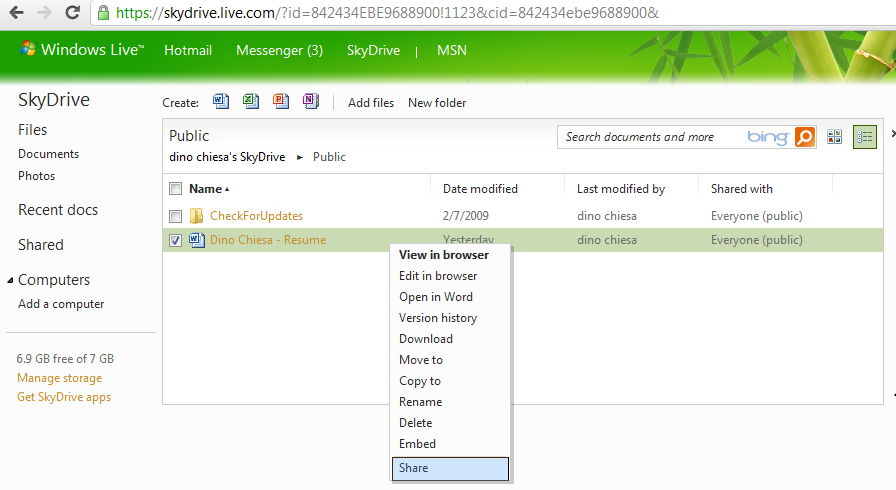 https://skydrive.live.com/?id=842434EBE9688900!1123&cid=842434ebe9688900&
Windows Live™ Hotmail Messenger (3) SkyDrive | MSN
SkyDrive
Files
Documents
Photos
Recent docs
Shared
Computers
Add a computer
6.9 GB free of 7 GB
Manage storage
Get SkyDrive apps
Create: Add files New folder
Public
Search documents and more bing
dino chiesa's SkyDrive ► Public
Name Date modified Last modified by Shared with
CheckForUpdates 2/7/2009 dino chiesa Everyone (public)
Dino Chiesa - Resume Yesterday dino chiesa Everyone (public)
View in browser
Edit in browser
Open in Word
Version history
Download
Move to
Copy to
Rename
Delete
Embed
Share